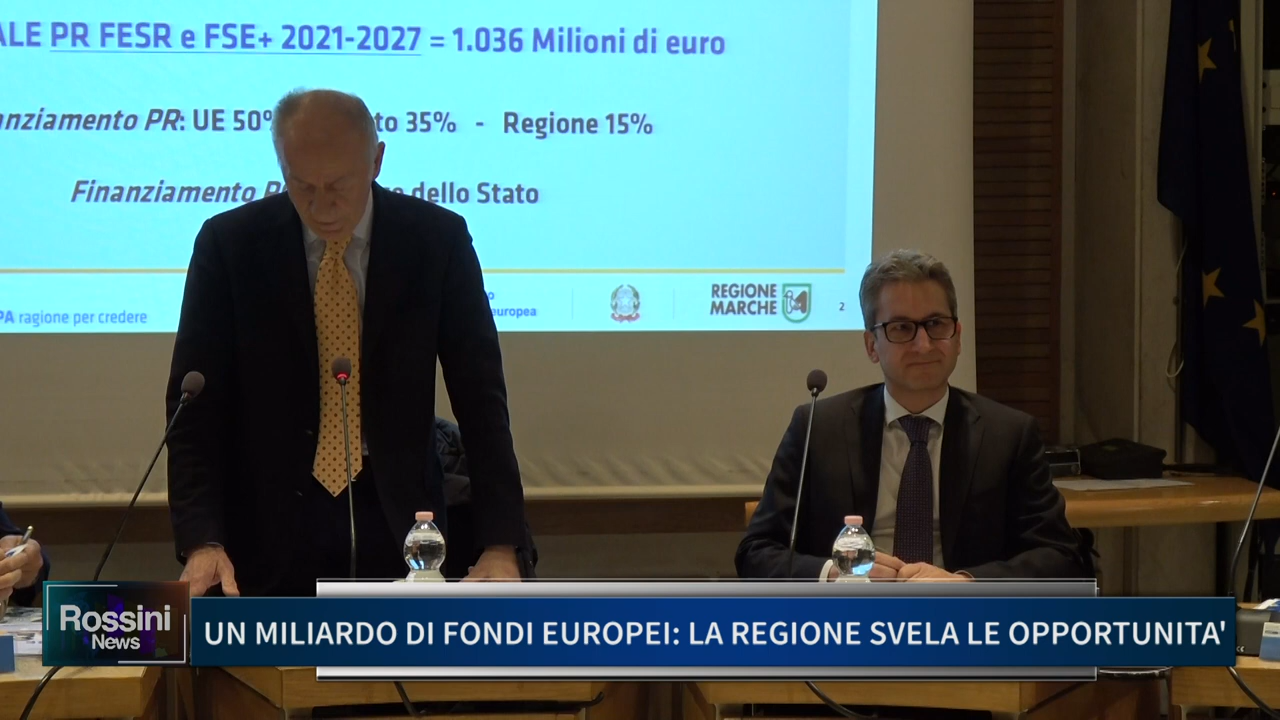 ALE PR FESR e FSE+ 2021-2027 = 1.036 Milioni di euro
nziamento PR: UE 50% to 35% - Regione 15%
Finanziamento dello Stato
PA ragione per credere
europea
REGIONE
MARCHE
2
Rossini
News
UN MILIARDO DI FONDI EUROPEI: LA REGIONE SVELA LE OPPORTUNITA'